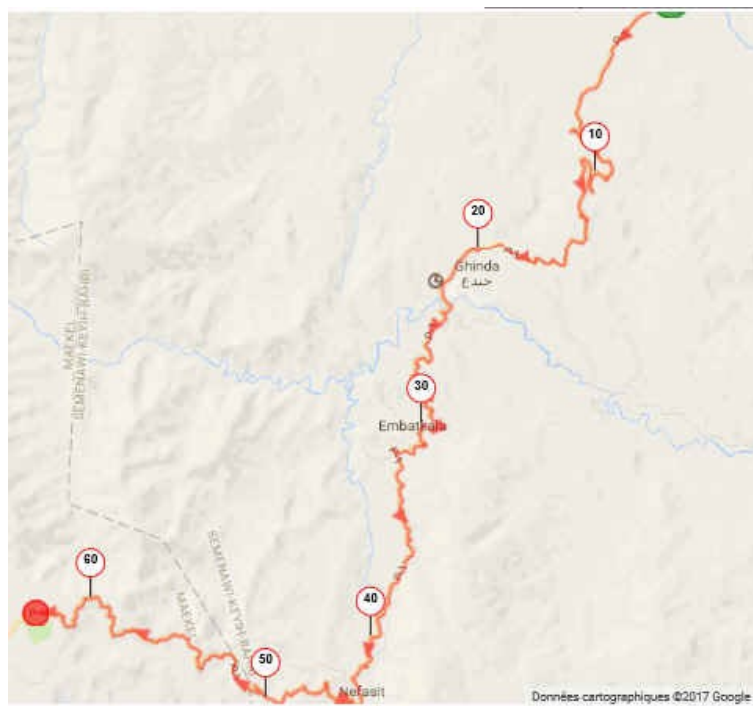 10
20
Ghinda
جيندع
30
Embatkala
MAEKEL
SEMENAWI-KEYIH-BAHRI
60
SEMENAWI-KEYIH-BAHRI
MAEKEL
40
50
Nefasit
Données cartographiques ©2017 Google